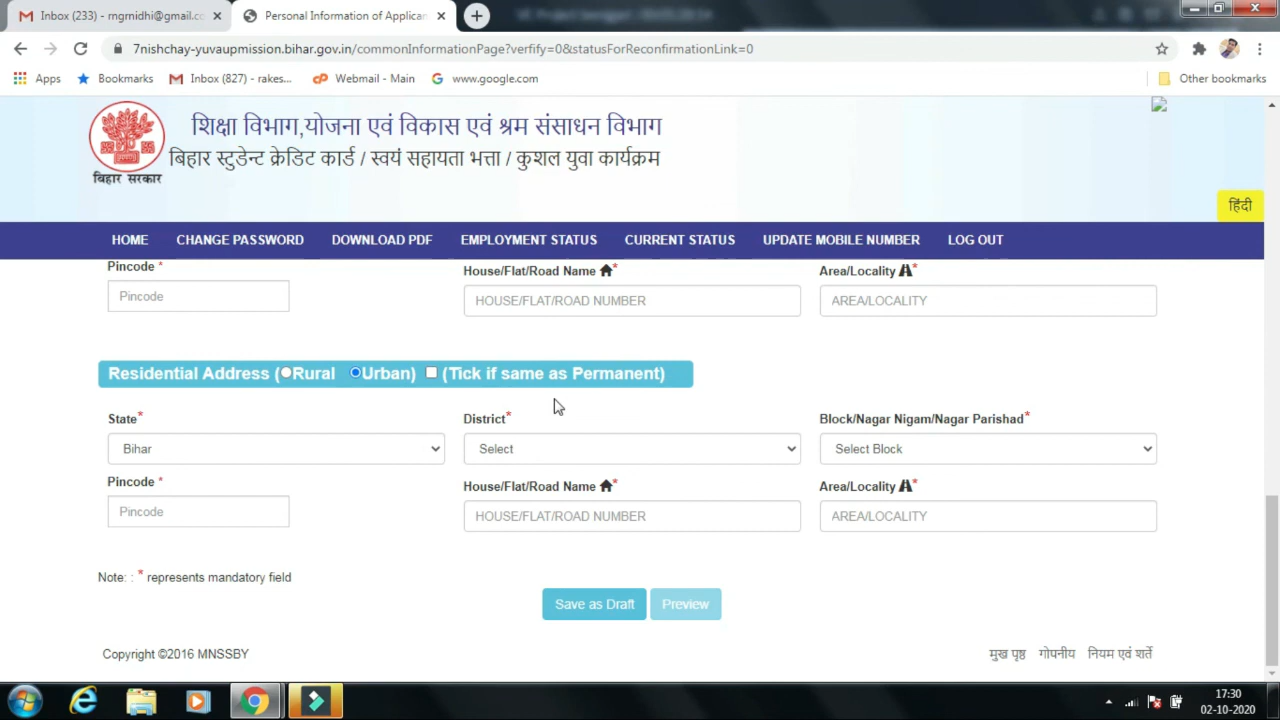 Inbox (233) - rngrnidhi@gmail.co
Personal Information of Applican
7nishchay-yuvaupmission.bihar.gov.in/commonInformationPage?verfify=0&statusForReconfirmationLink=0
Apps Bookmarks Inbox (827) - rakes... Webmail - Main www.google.com Other bookmarks
शिक्षा विभाग,योजना एवं विकास एवं श्रम संसाधन विभाग
बिहार स्टुडेन्ट क्रेडिट कार्ड / स्वयं सहायता भत्ता / कुशल युवा कार्यक्रम
बिहार सरकार
हिंदी
HOME CHANGE PASSWORD DOWNLOAD PDF EMPLOYMENT STATUS CURRENT STATUS UPDATE MOBILE NUMBER LOG OUT
Pincode * House/Flat/Road Name * Area/Locality *
Pincode HOUSE/FLAT/ROAD NUMBER AREA/LOCALITY
Residential Address (Rural Urban) (Tick if same as Permanent)
State* District* Block/Nagar Nigam/Nagar Parishad*
Bihar Select Select Block
Pincode * House/Flat/Road Name * Area/Locality *
Pincode HOUSE/FLAT/ROAD NUMBER AREA/LOCALITY
Note: : * represents mandatory field
Save as Draft Preview
Copyright ©2016 MNSSBY मुख पृष्ठ गोपनीय नियम एवं शर्ते
17:30
02-10-2020